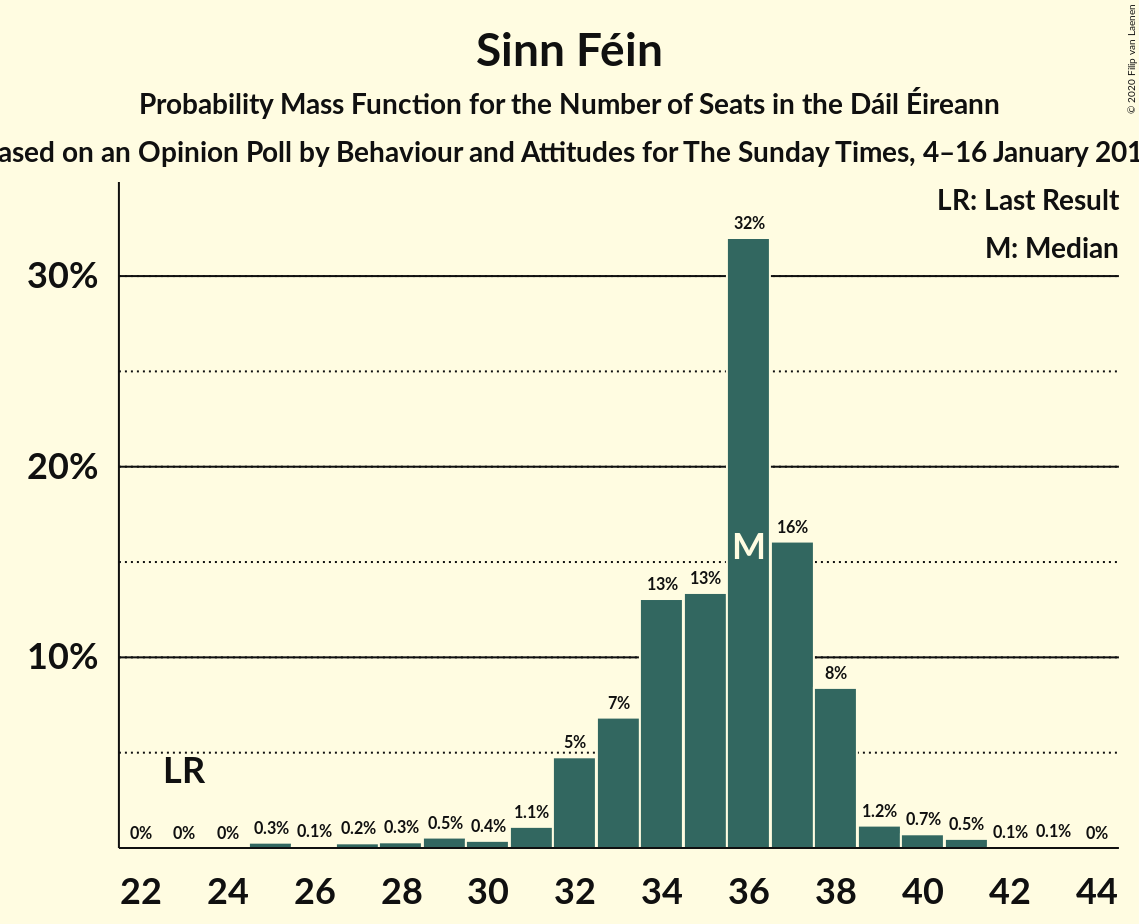 Sinn Féin
Probability Mass Function for the Number of Seats in the Dáil Éireann
ased on an Opinion Poll by Behaviour and Attitudes for The Sunday Times, 4–16 January 201
© 2020 Filip van Laenen
LR: Last Result
M: Median
32%
30%
20%
16%
M
13%
13%
10%
8%
7%
5%
LR
0%
0%
0%
0.3%
0.1%
0.2%
0.3%
0.5%
0.4%
1.1%
1.2%
0.7%
0.5%
0.1%
0.1%
0%
22 24 26 28 30 32 34 36 38 40 42 44